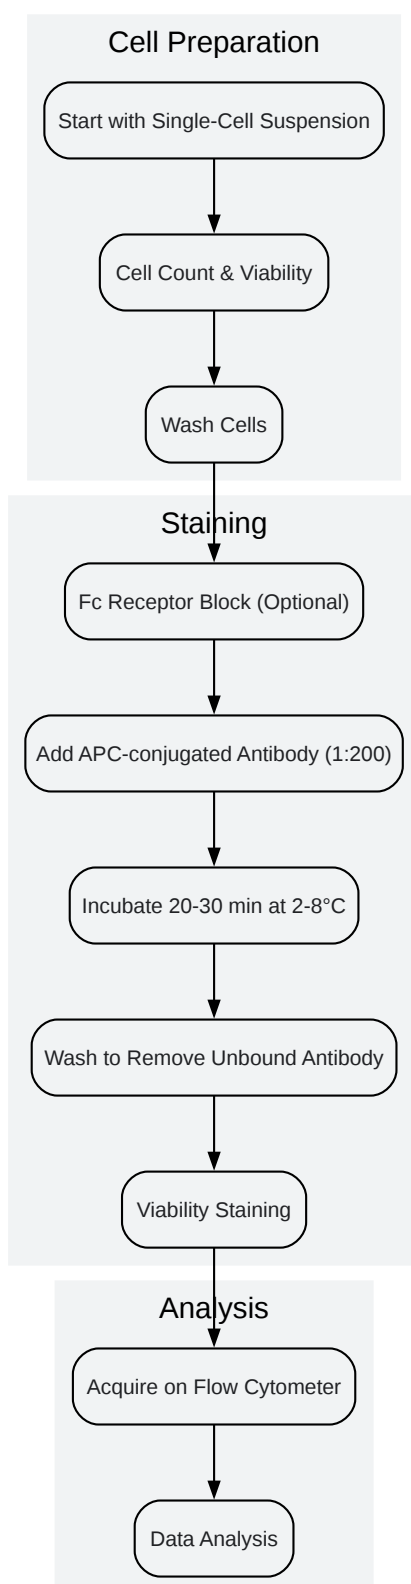 Cell Preparation
Start with Single-Cell Suspension
Cell Count & Viability
Wash Cells
Staining
Fc Receptor Block (Optional)
Add APC-conjugated Antibody (1:200)
Incubate 20-30 min at 2-8°C
Wash to Remove Unbound Antibody
Viability Staining
Analysis
Acquire on Flow Cytometer
Data Analysis